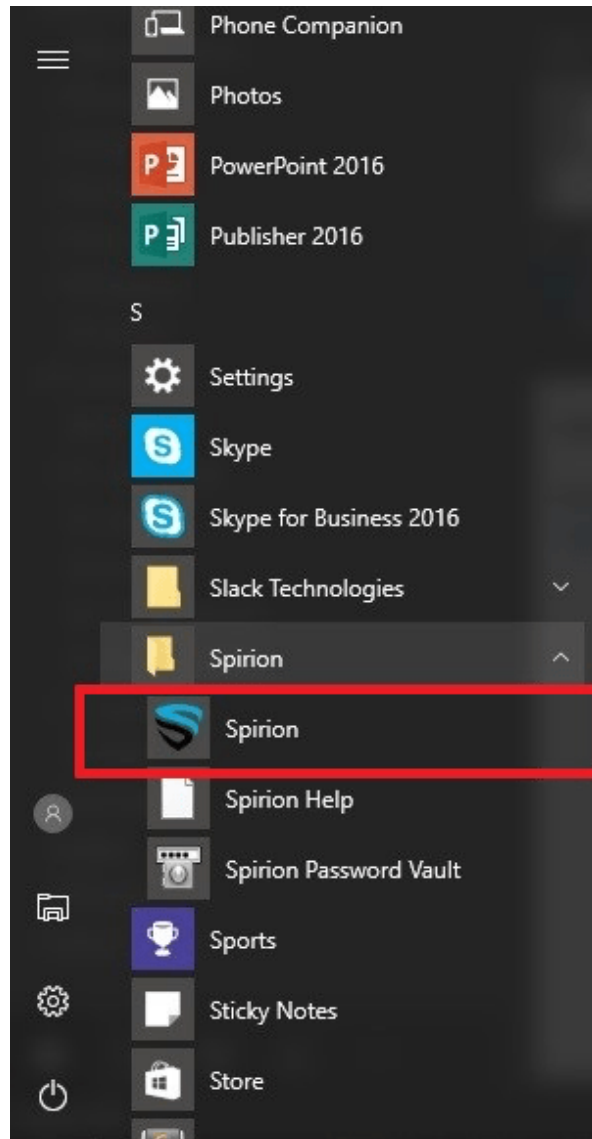 Phone Companion
Photos
PowerPoint 2016
Publisher 2016
S
Settings
Skype
Skype for Business 2016
Slack Technologies
Spirion
Spirion
Spirion Help
Spirion Password Vault
Sports
Sticky Notes
Store